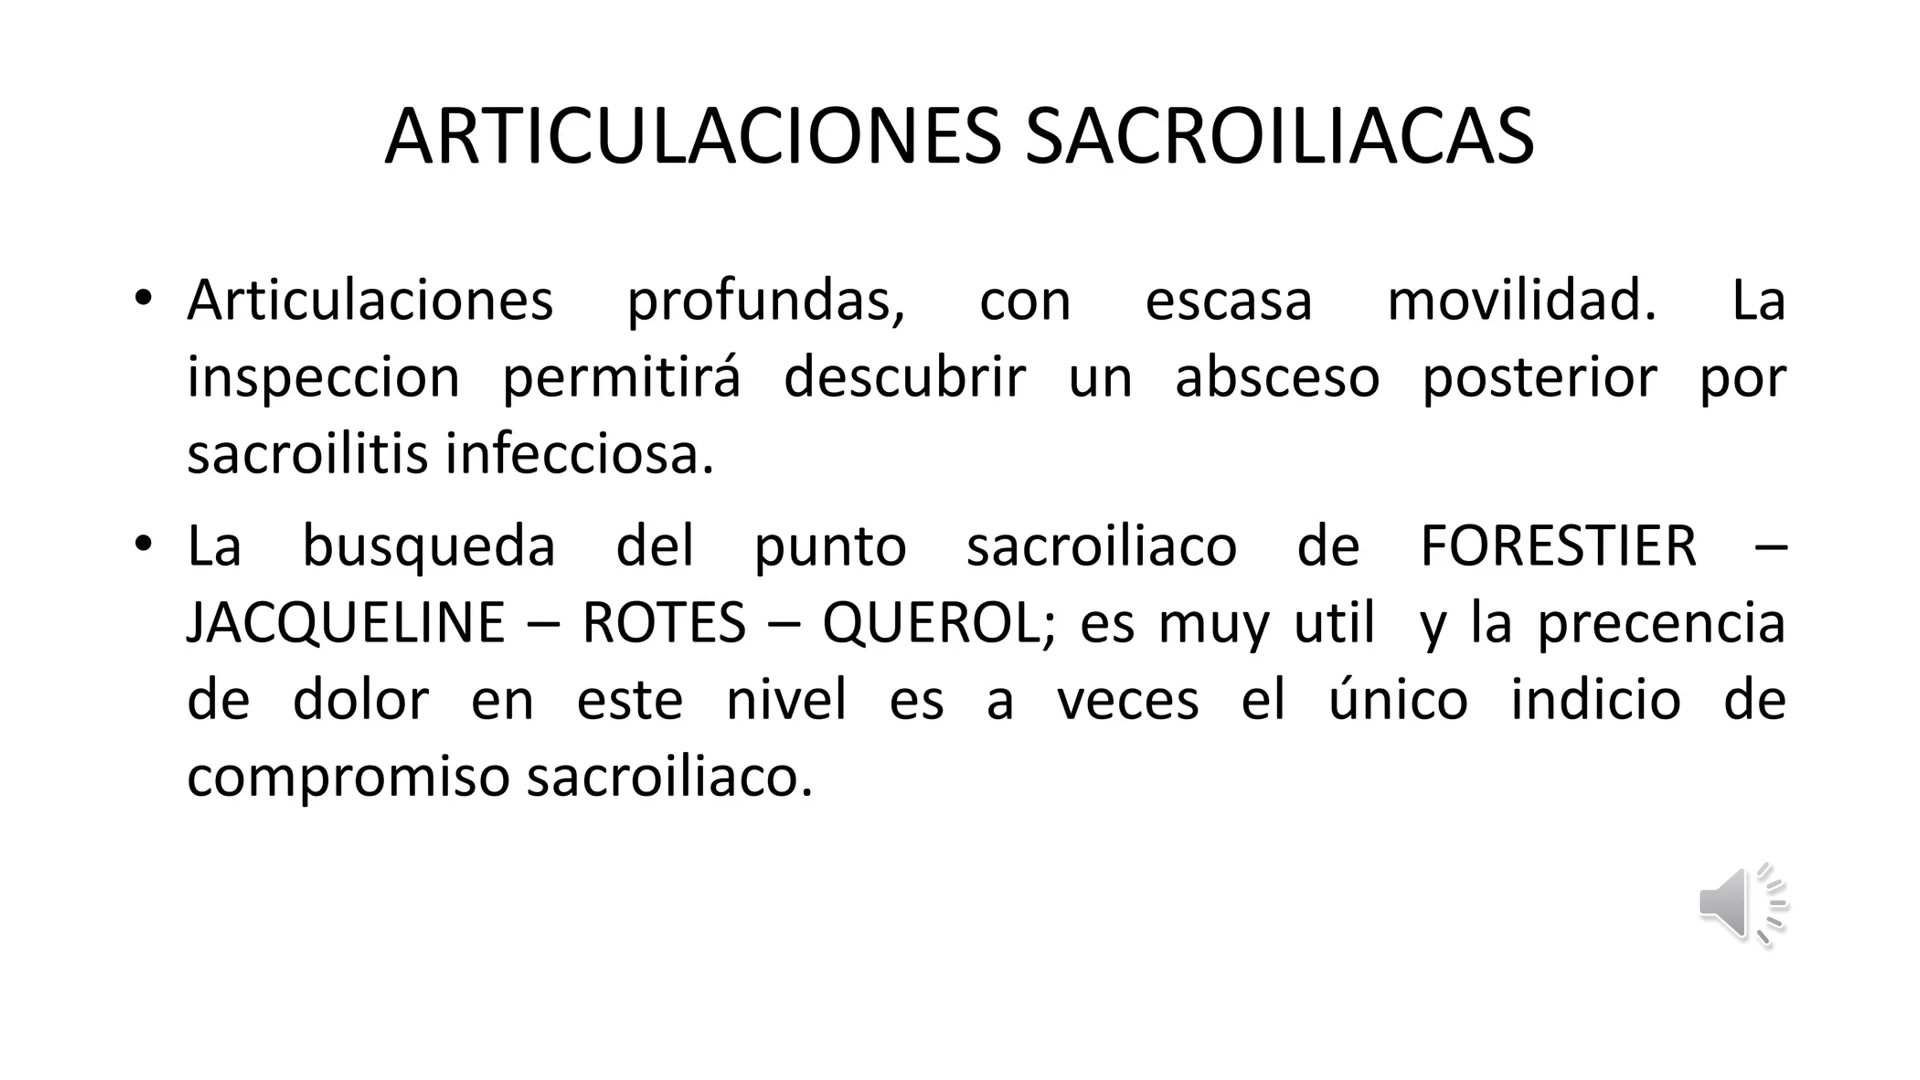 ARTICULACIONES SACROILIACAS
• Articulaciones profundas, con escasa movilidad. La
inspeccion permitirá descubrir un absceso posterior por
sacroilitis infecciosa.
• La busqueda del punto sacroiliaco de FORESTIER –
JACQUELINE – ROTES – QUEROL; es muy util  y la precencia
de dolor en este nivel es a veces el único indicio de
compromiso sacroiliaco.